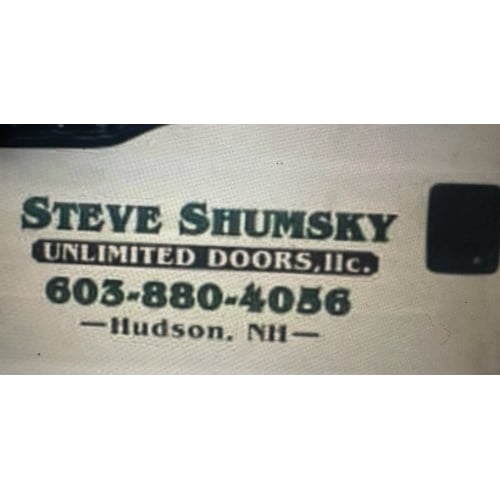 STEVE SHUMSKY
UNLIMITED DOORS,llc.
603-880-4056
—Hudson, NH—